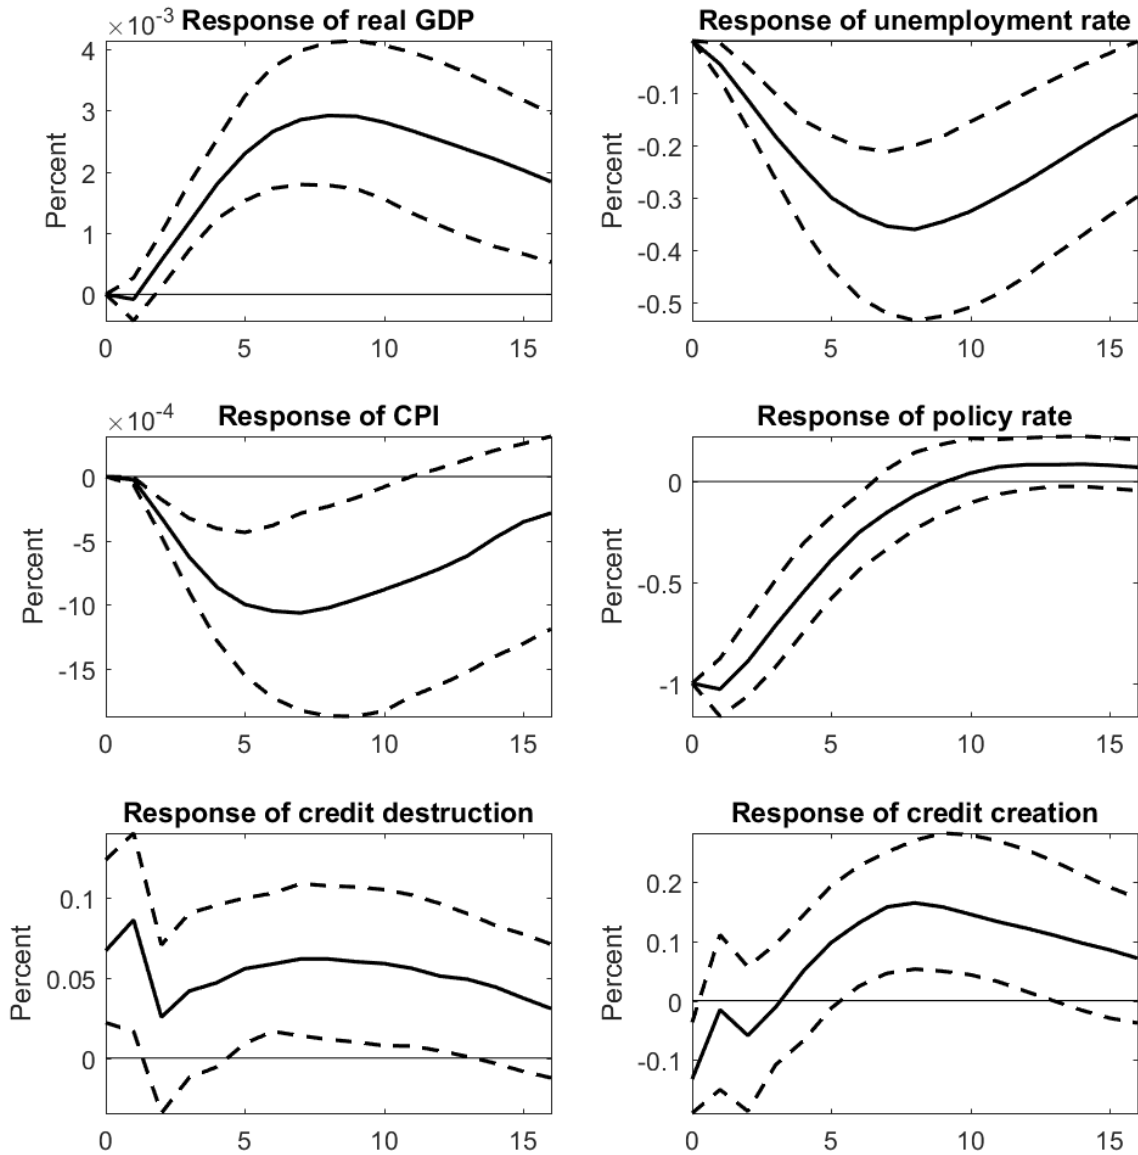 ×10-3 Response of real GDP
Percent
4
3
2
1
0
0 5 10 15
Response of unemployment rate
Percent
-0.1
-0.2
-0.3
-0.4
-0.5
0 5 10 15
×10-4 Response of CPI
Percent
0
-5
-10
-15
0 5 10 15
Response of policy rate
Percent
0
-0.5
-1
0 5 10 15
Response of credit destruction
Percent
0.1
0.05
0
0 5 10 15
Response of credit creation
Percent
0.2
0.1
0
-0.1
0 5 10 15